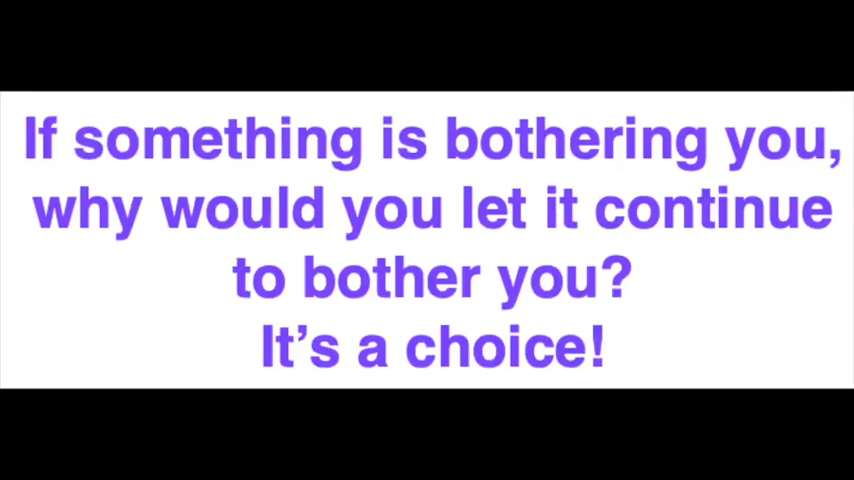 If something is bothering you,
why would you let it continue
to bother you?
It’s a choice!